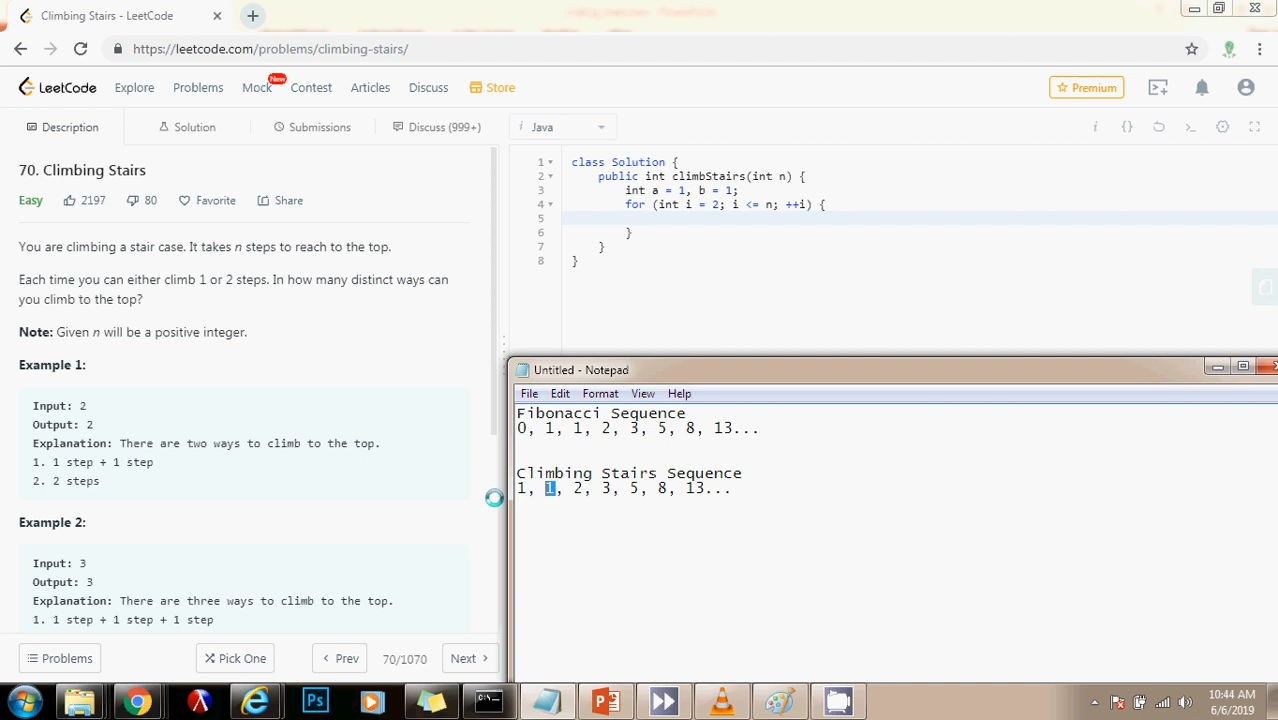 Climbing Stairs - LeetCode
https://leetcode.com/problems/climbing-stairs/
LeetCode Explore Problems Mock New Contest Articles Discuss Store Premium
Description Solution Submissions Discuss (999+) i Java
70. Climbing Stairs
Easy 2197 80 Favorite Share
You are climbing a stair case. It takes n steps to reach to the top.
Each time you can either climb 1 or 2 steps. In how many distinct ways can
you climb to the top?
Note: Given n will be a positive integer.
Example 1:
Input: 2
Output: 2
Explanation: There are two ways to climb to the top.
1. 1 step + 1 step
2. 2 steps
Example 2:
Input: 3
Output: 3
Explanation: There are three ways to climb to the top.
1. 1 step + 1 step + 1 step
Problems Pick One Prev 70/1070 Next
1 class Solution {
2 public int climbStairs(int n) {
3 int a = 1, b = 1;
4 for (int i = 2; i <= n; ++i) {
5
6 }
7 }
8 }
Untitled - Notepad
File Edit Format View Help
Fibonacci Sequence
0, 1, 1, 2, 3, 5, 8, 13...
Climbing Stairs Sequence
1, 1, 2, 3, 5, 8, 13...
Ps
10:44 AM
6/6/2019